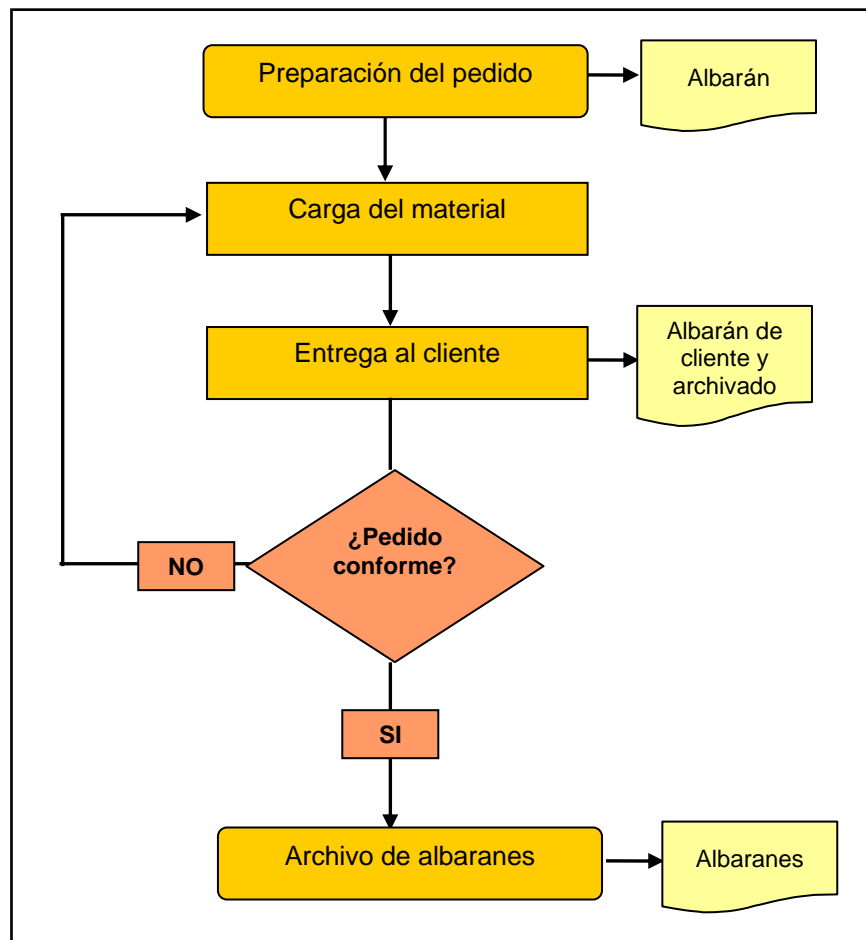 Preparación del pedido
Albarán
Carga del material
Entrega al cliente
Albarán de
cliente y
archivado
¿Pedido
conforme?
NO
SI
Archivo de albaranes
Albaranes